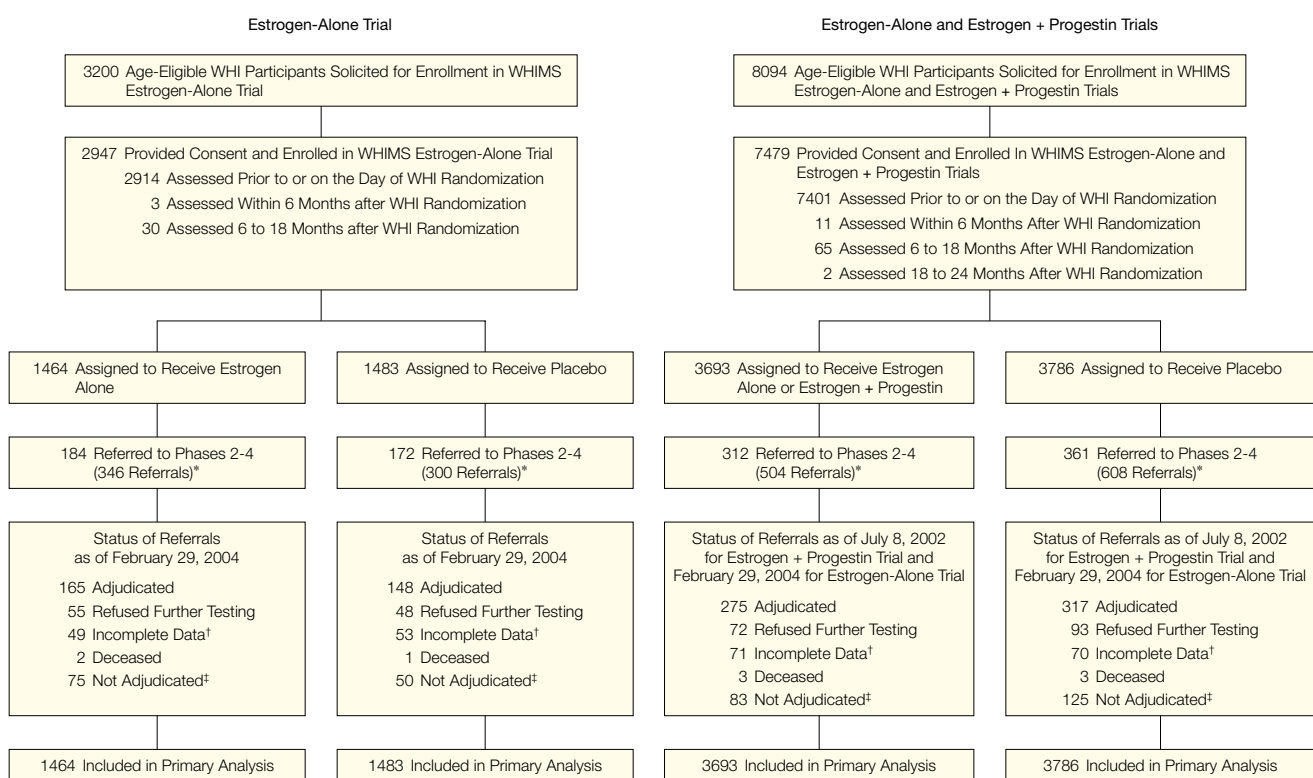 Estrogen-Alone Trial
3200 Age-Eligible WHI Participants Solicited for Enrollment in WHIMS
Estrogen-Alone Trial
2947 Provided Consent and Enrolled in WHIMS Estrogen-Alone Trial
2914 Assessed Prior to or on the Day of WHI Randomization
3 Assessed Within 6 Months after WHI Randomization
30 Assessed 6 to 18 Months after WHI Randomization
1464 Assigned to Receive Estrogen
Alone
184 Referred to Phases 2-4
(346 Referrals)*
Status of Referrals
as of February 29, 2004
165 Adjudicated
55 Refused Further Testing
49 Incomplete Data†
2 Deceased
75 Not Adjudicated‡
1464 Included in Primary Analysis
1483 Assigned to Receive Placebo
172 Referred to Phases 2-4
(300 Referrals)*
Status of Referrals
as of February 29, 2004
148 Adjudicated
48 Refused Further Testing
53 Incomplete Data†
1 Deceased
50 Not Adjudicated‡
1483 Included in Primary Analysis
Estrogen-Alone and Estrogen + Progestin Trials
8094 Age-Eligible WHI Participants Solicited for Enrollment in WHIMS
Estrogen-Alone and Estrogen + Progestin Trials
7479 Provided Consent and Enrolled In WHIMS Estrogen-Alone and
Estrogen + Progestin Trials
7401 Assessed Prior to or on the Day of WHI Randomization
11 Assessed Within 6 Months After WHI Randomization
65 Assessed 6 to 18 Months After WHI Randomization
2 Assessed 18 to 24 Months After WHI Randomization
3693 Assigned to Receive Estrogen
Alone or Estrogen + Progestin
312 Referred to Phases 2-4
(504 Referrals)*
Status of Referrals as of July 8, 2002
for Estrogen + Progestin Trial and
February 29, 2004 for Estrogen-Alone Trial
275 Adjudicated
72 Refused Further Testing
71 Incomplete Data†
3 Deceased
83 Not Adjudicated‡
3693 Included in Primary Analysis
3786 Assigned to Receive Placebo
361 Referred to Phases 2-4
(608 Referrals)*
Status of Referrals as of July 8, 2002
for Estrogen + Progestin Trial and
February 29, 2004 for Estrogen-Alone Trial
317 Adjudicated
93 Refused Further Testing
70 Incomplete Data†
3 Deceased
125 Not Adjudicated‡
3786 Included in Primary Analysis